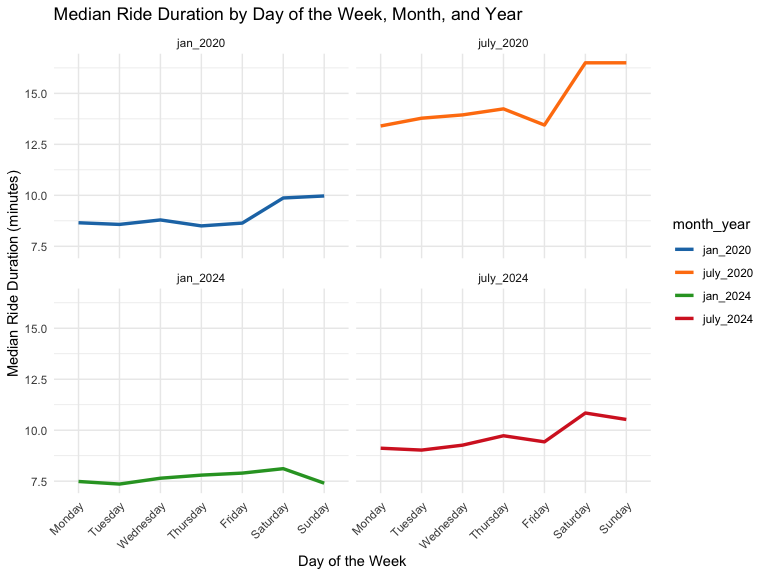 Median Ride Duration by Day of the Week, Month, and Year
jan_2020
july_2020
15.0
12.5
10.0
7.5
jan_2024
july_2024
15.0
12.5
10.0
7.5
Median Ride Duration (minutes)
Monday
Tuesday
Wednesday
Thursday
Friday
Saturday
Sunday
Monday
Tuesday
Wednesday
Thursday
Friday
Saturday
Sunday
Day of the Week
month_year
jan_2020
july_2020
jan_2024
july_2024